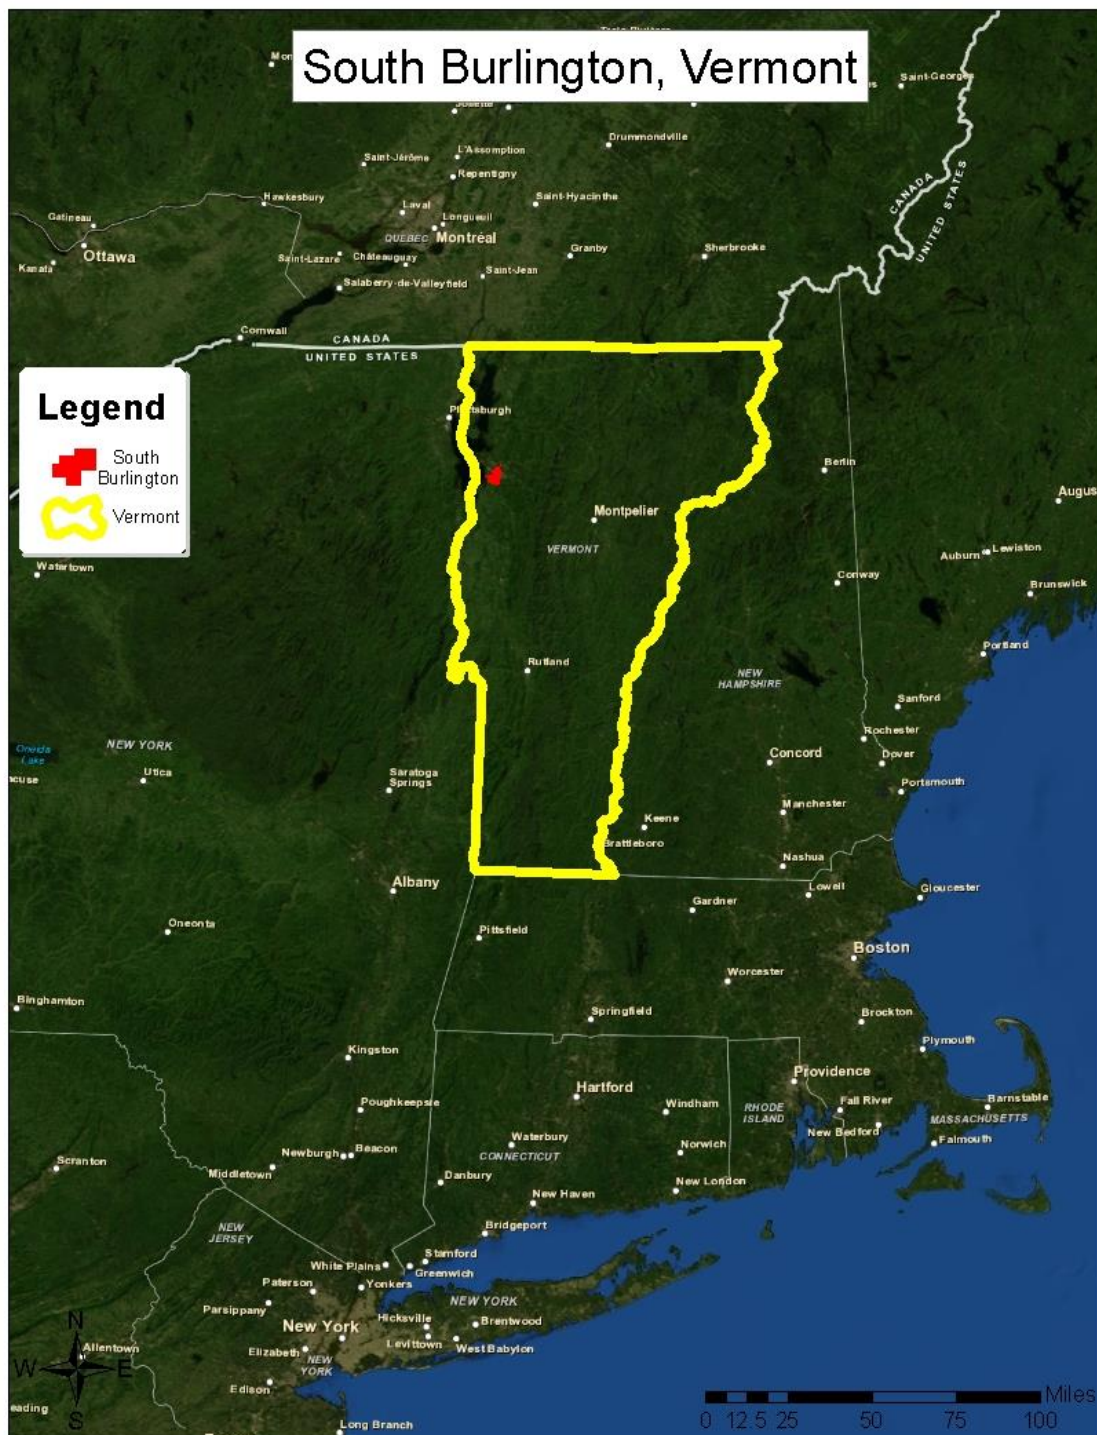 South Burlington, Vermont
Saint-Georges
Joliette
Drummondville
L'Assomption
Saint-Jérôme
Repentigny
Hawkesbury
Laval
Saint-Hyacinthe
Gatineau
Longueuil
QUEBEC
Montréal
Ottawa
Granby
Sherbrooke
CANADA
UNITED STATES
Kanata
Saint-Lazare
Châteauguay
Saint-Jean
Salaberry-de-Valleyfield
Cornwall
CANADA
UNITED STATES
Legend
South
Burlington
Vermont
Plattsburgh
Berlin
Augus
Montpelier
VERMONT
Auburn
Lewiston
Watertown
Conway
Brunswick
Portland
Rutland
NEW
HAMPSHIRE
Sanford
Rochester
NEW YORK
Oneida
Lake
Concord
Dover
cuse
Utica
Saratoga
Springs
Portsmouth
Manchester
Keene
Brattleboro
Nashua
Albany
Lowell
Gloucester
Gardner
Oneonta
Pittsfield
Boston
Worcester
Binghamton
Springfield
Brockton
Plymouth
Kingston
Providence
Hartford
Barnstable
Poughkeepsie
Windham
RHODE
ISLAND
Fall River
MASSACHUSETTS
New Bedford
Falmouth
Waterbury
Norwich
CONNECTICUT
Newburgh
Beacon
Scranton
Middletown
Danbury
New London
New Haven
NEW
JERSEY
Bridgeport
Stamford
White Plains
Greenwich
Paterson
Yonkers
Parsippany
NEW YORK
Hicksville
Brentwood
New York
Levittown
West Babylon
N
Allentown
W
E
S
Elizabeth
NEW
YORK
Edison
eading
Long Branch
Miles
0 12.5 25 50 75 100